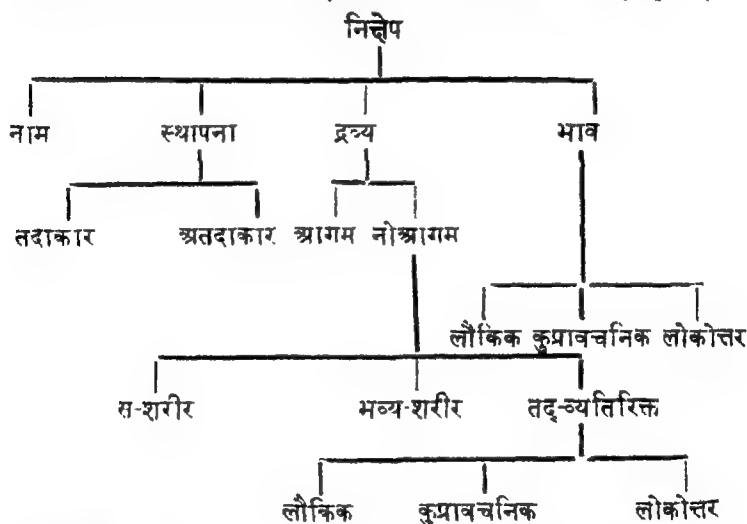 निक्षेप
नाम स्थापना द्रव्य भाव
तदाकार अतदाकार आगम नोआगम
लौकिक कुप्रावचनिक लोकोत्तर
स-शरीर भव्य-शरीर तद्-व्यतिरिक्त
लौकिक कुप्रावचनिक लोकोत्तर